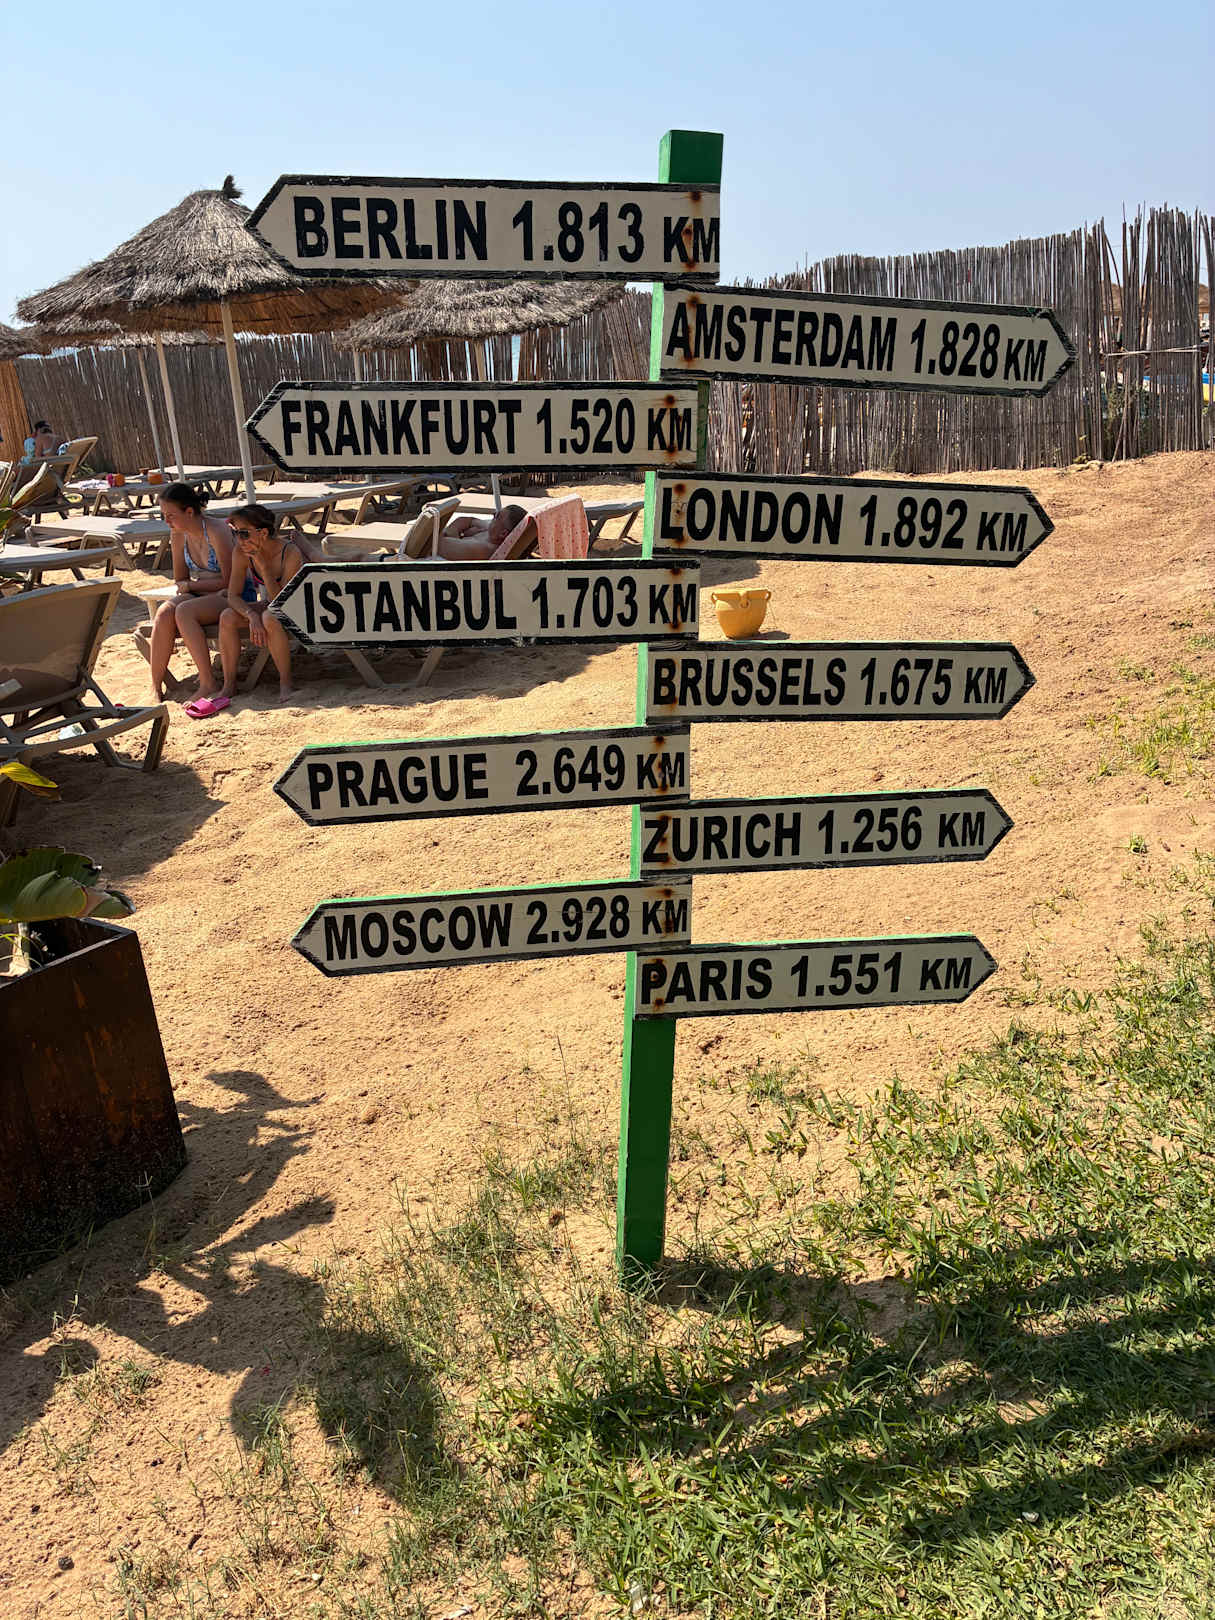 BERLIN 1.813 KM
AMSTERDAM 1.828 KM
FRANKFURT 1.520 KM
LONDON 1.892 KM
ISTANBUL 1.703 KM
BRUSSELS 1.675 KM
PRAGUE 2.649 KM
ZURICH 1.256 KM
MOSCOW 2.928 KM
PARIS 1.551 KM